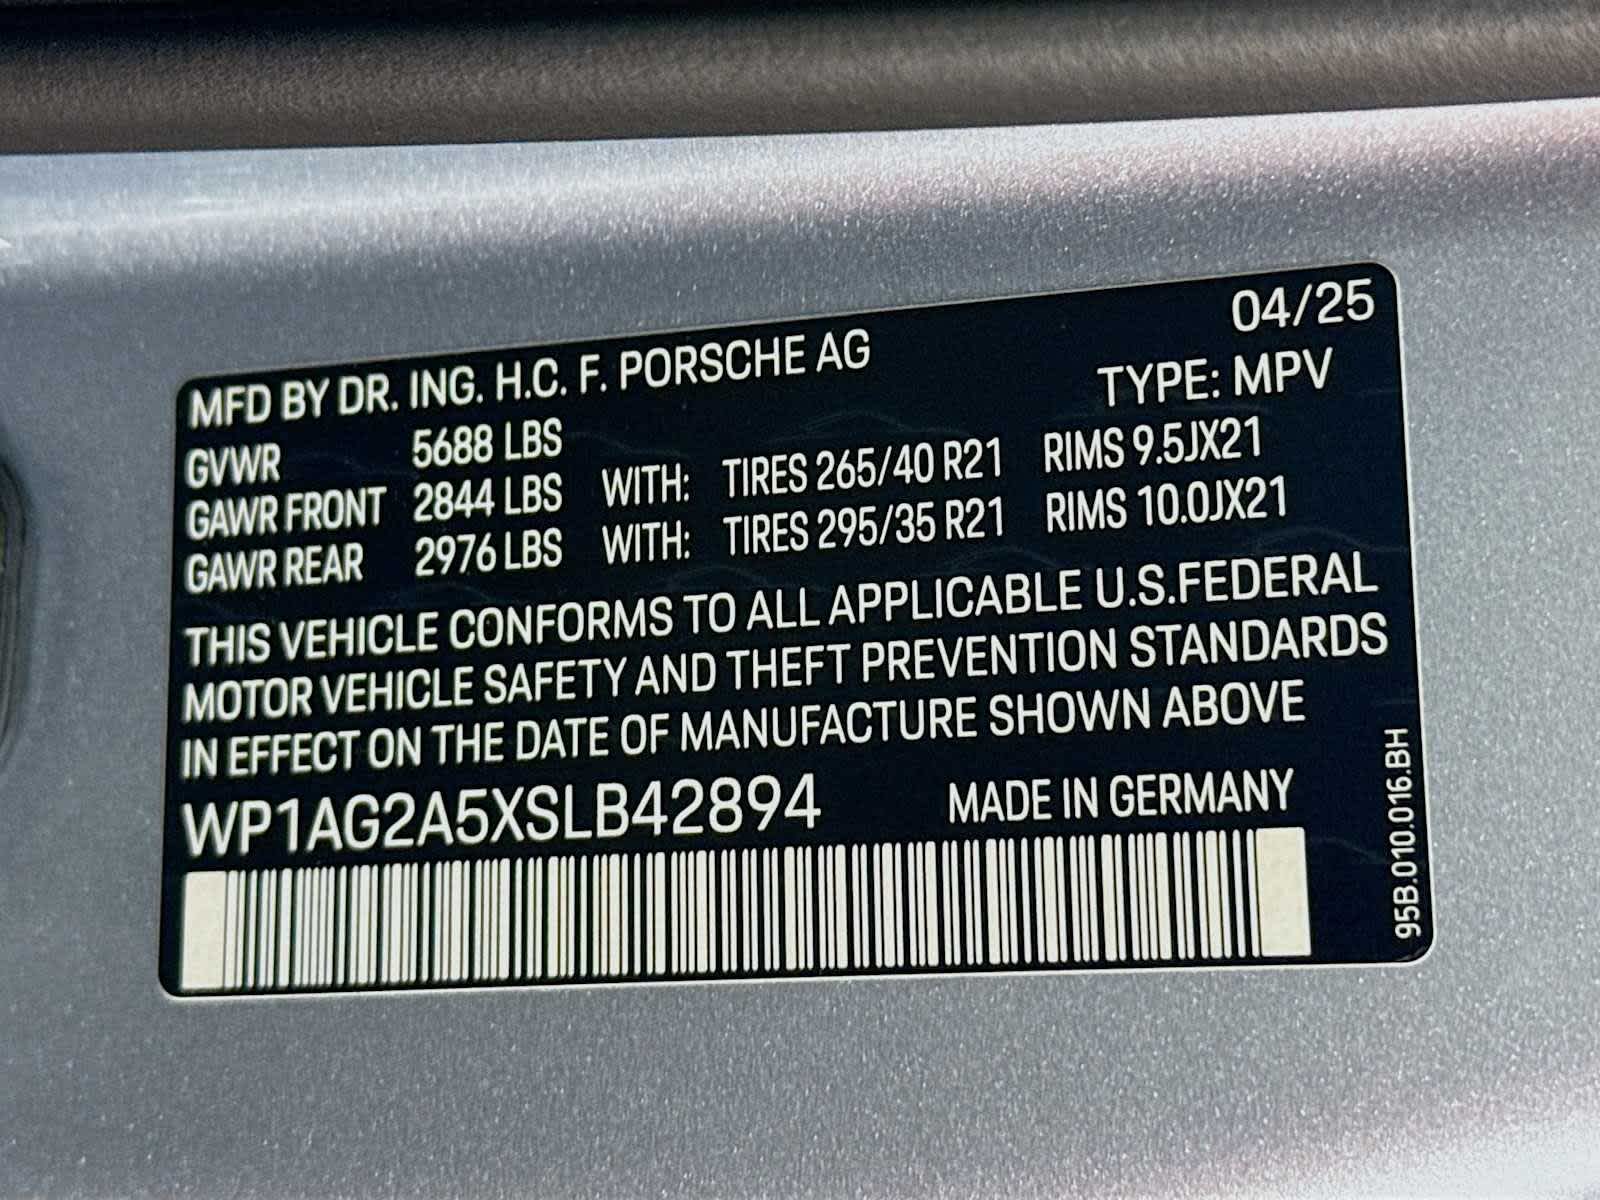 04/25
MFD BY DR. ING. H.C. F. PORSCHE AG
TYPE: MPV
GVWR 5688 LBS
GAWR FRONT 2844 LBS WITH: TIRES 265/40 R21 RIMS 9.5JX21
GAWR REAR 2976 LBS WITH: TIRES 295/35 R21 RIMS 10.0JX21
THIS VEHICLE CONFORMS TO ALL APPLICABLE U.S.FEDERAL
MOTOR VEHICLE SAFETY AND THEFT PREVENTION STANDARDS
IN EFFECT ON THE DATE OF MANUFACTURE SHOWN ABOVE
WP1AG2A5XSLB42894 MADE IN GERMANY
95B.010.016.BH